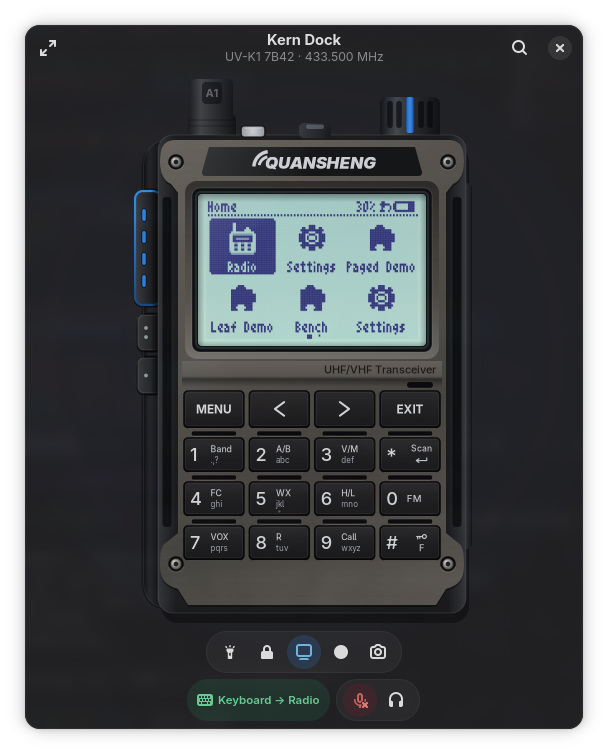 Kern Dock
UV-K1 7B42 · 433.500 MHz
A1
QUANSHENG
Home 30%
Radio Settings Paged Demo
Leaf Demo Bench Settings
UHF/VHF Transceiver
MENU < > EXIT
1 Band .,? 2 A/B abc 3 V/M def * Scan
4 FC ghi 5 WX jkl 6 H/L mno 0 FM
7 VOX pqrs 8 R tuv 9 Call wxyz # F
Keyboard → Radio